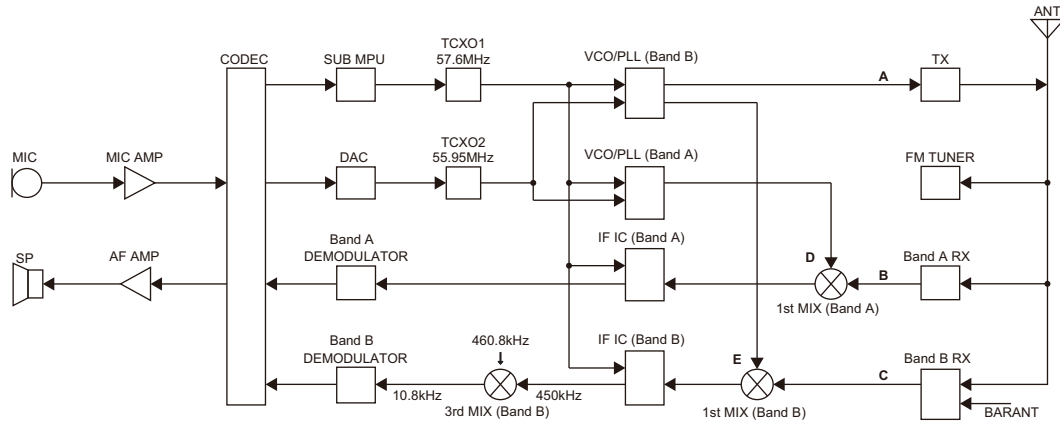 ANT
CODEC
SUB MPU
TCXO1
57.6MHz
VCO/PLL (Band B)
A
TX
MIC
MIC AMP
DAC
TCXO2
55.95MHz
VCO/PLL (Band A)
FM TUNER
SP
AF AMP
Band A
DEMODULATOR
IF IC (Band A)
D
1st MIX (Band A)
B
Band A RX
Band B
DEMODULATOR
10.8kHz
460.8kHz
3rd MIX (Band B)
450kHz
IF IC (Band B)
E
1st MIX (Band B)
C
Band B RX
BARANT